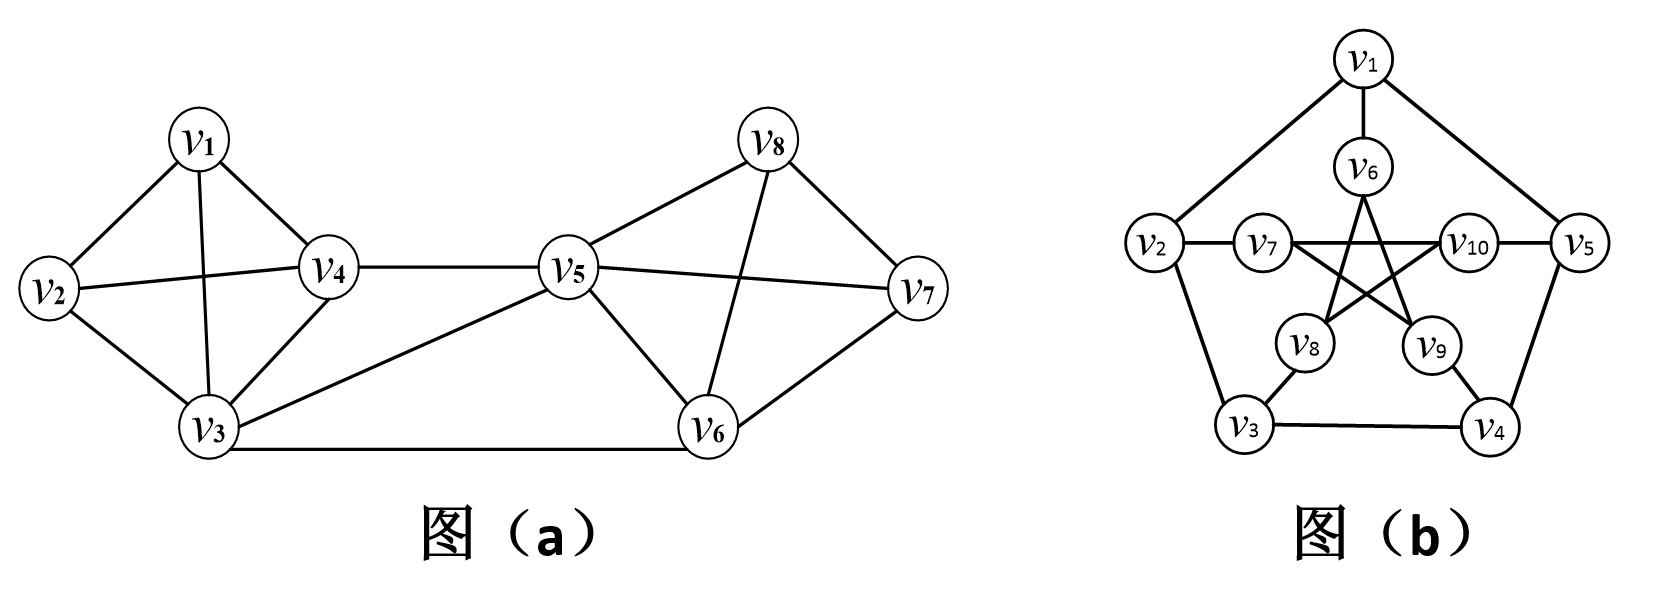 v1 v8
v2 v4 v5 v7
v3 v6
图（a）
v1
v6
v2 v7 v10 v5
v8 v9
v3 v4
图（b）